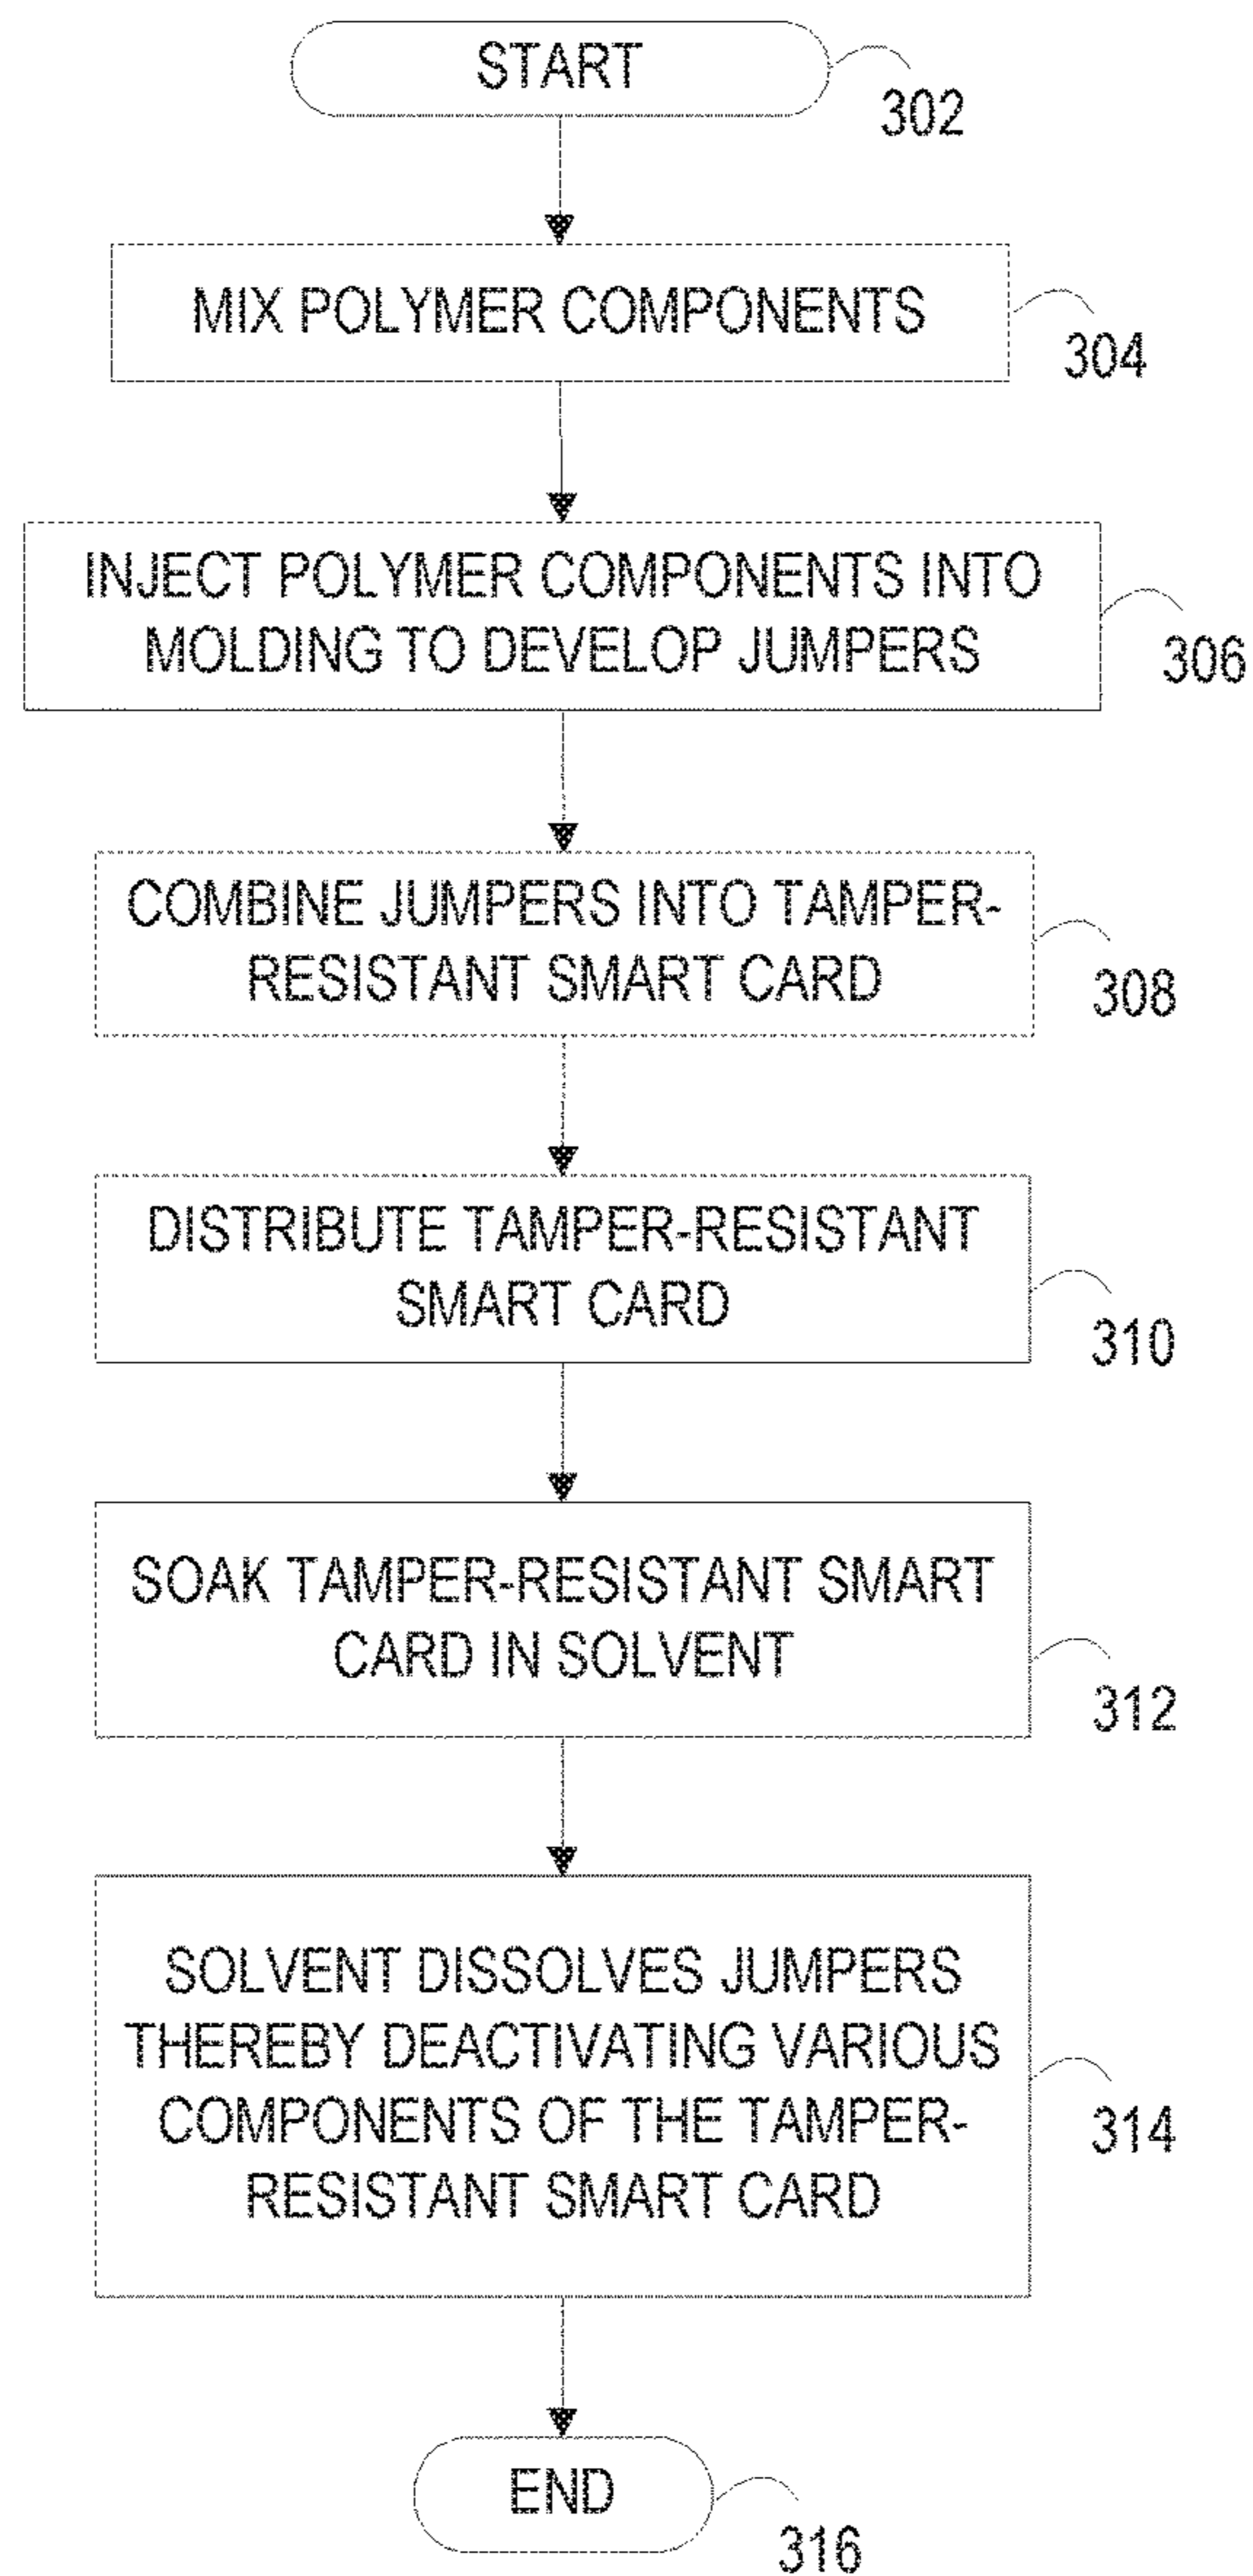 START
302
MIX POLYMER COMPONENTS
304
INJECT POLYMER COMPONENTS INTO
MOLDING TO DEVELOP JUMPERS
306
COMBINE JUMPERS INTO TAMPER-
RESISTANT SMART CARD
308
DISTRIBUTE TAMPER-RESISTANT
SMART CARD
310
SOAK TAMPER-RESISTANT SMART
CARD IN SOLVENT
312
SOLVENT DISSOLVES JUMPERS
THEREBY DEACTIVATING VARIOUS
COMPONENTS OF THE TAMPER-
RESISTANT SMART CARD
314
END
316